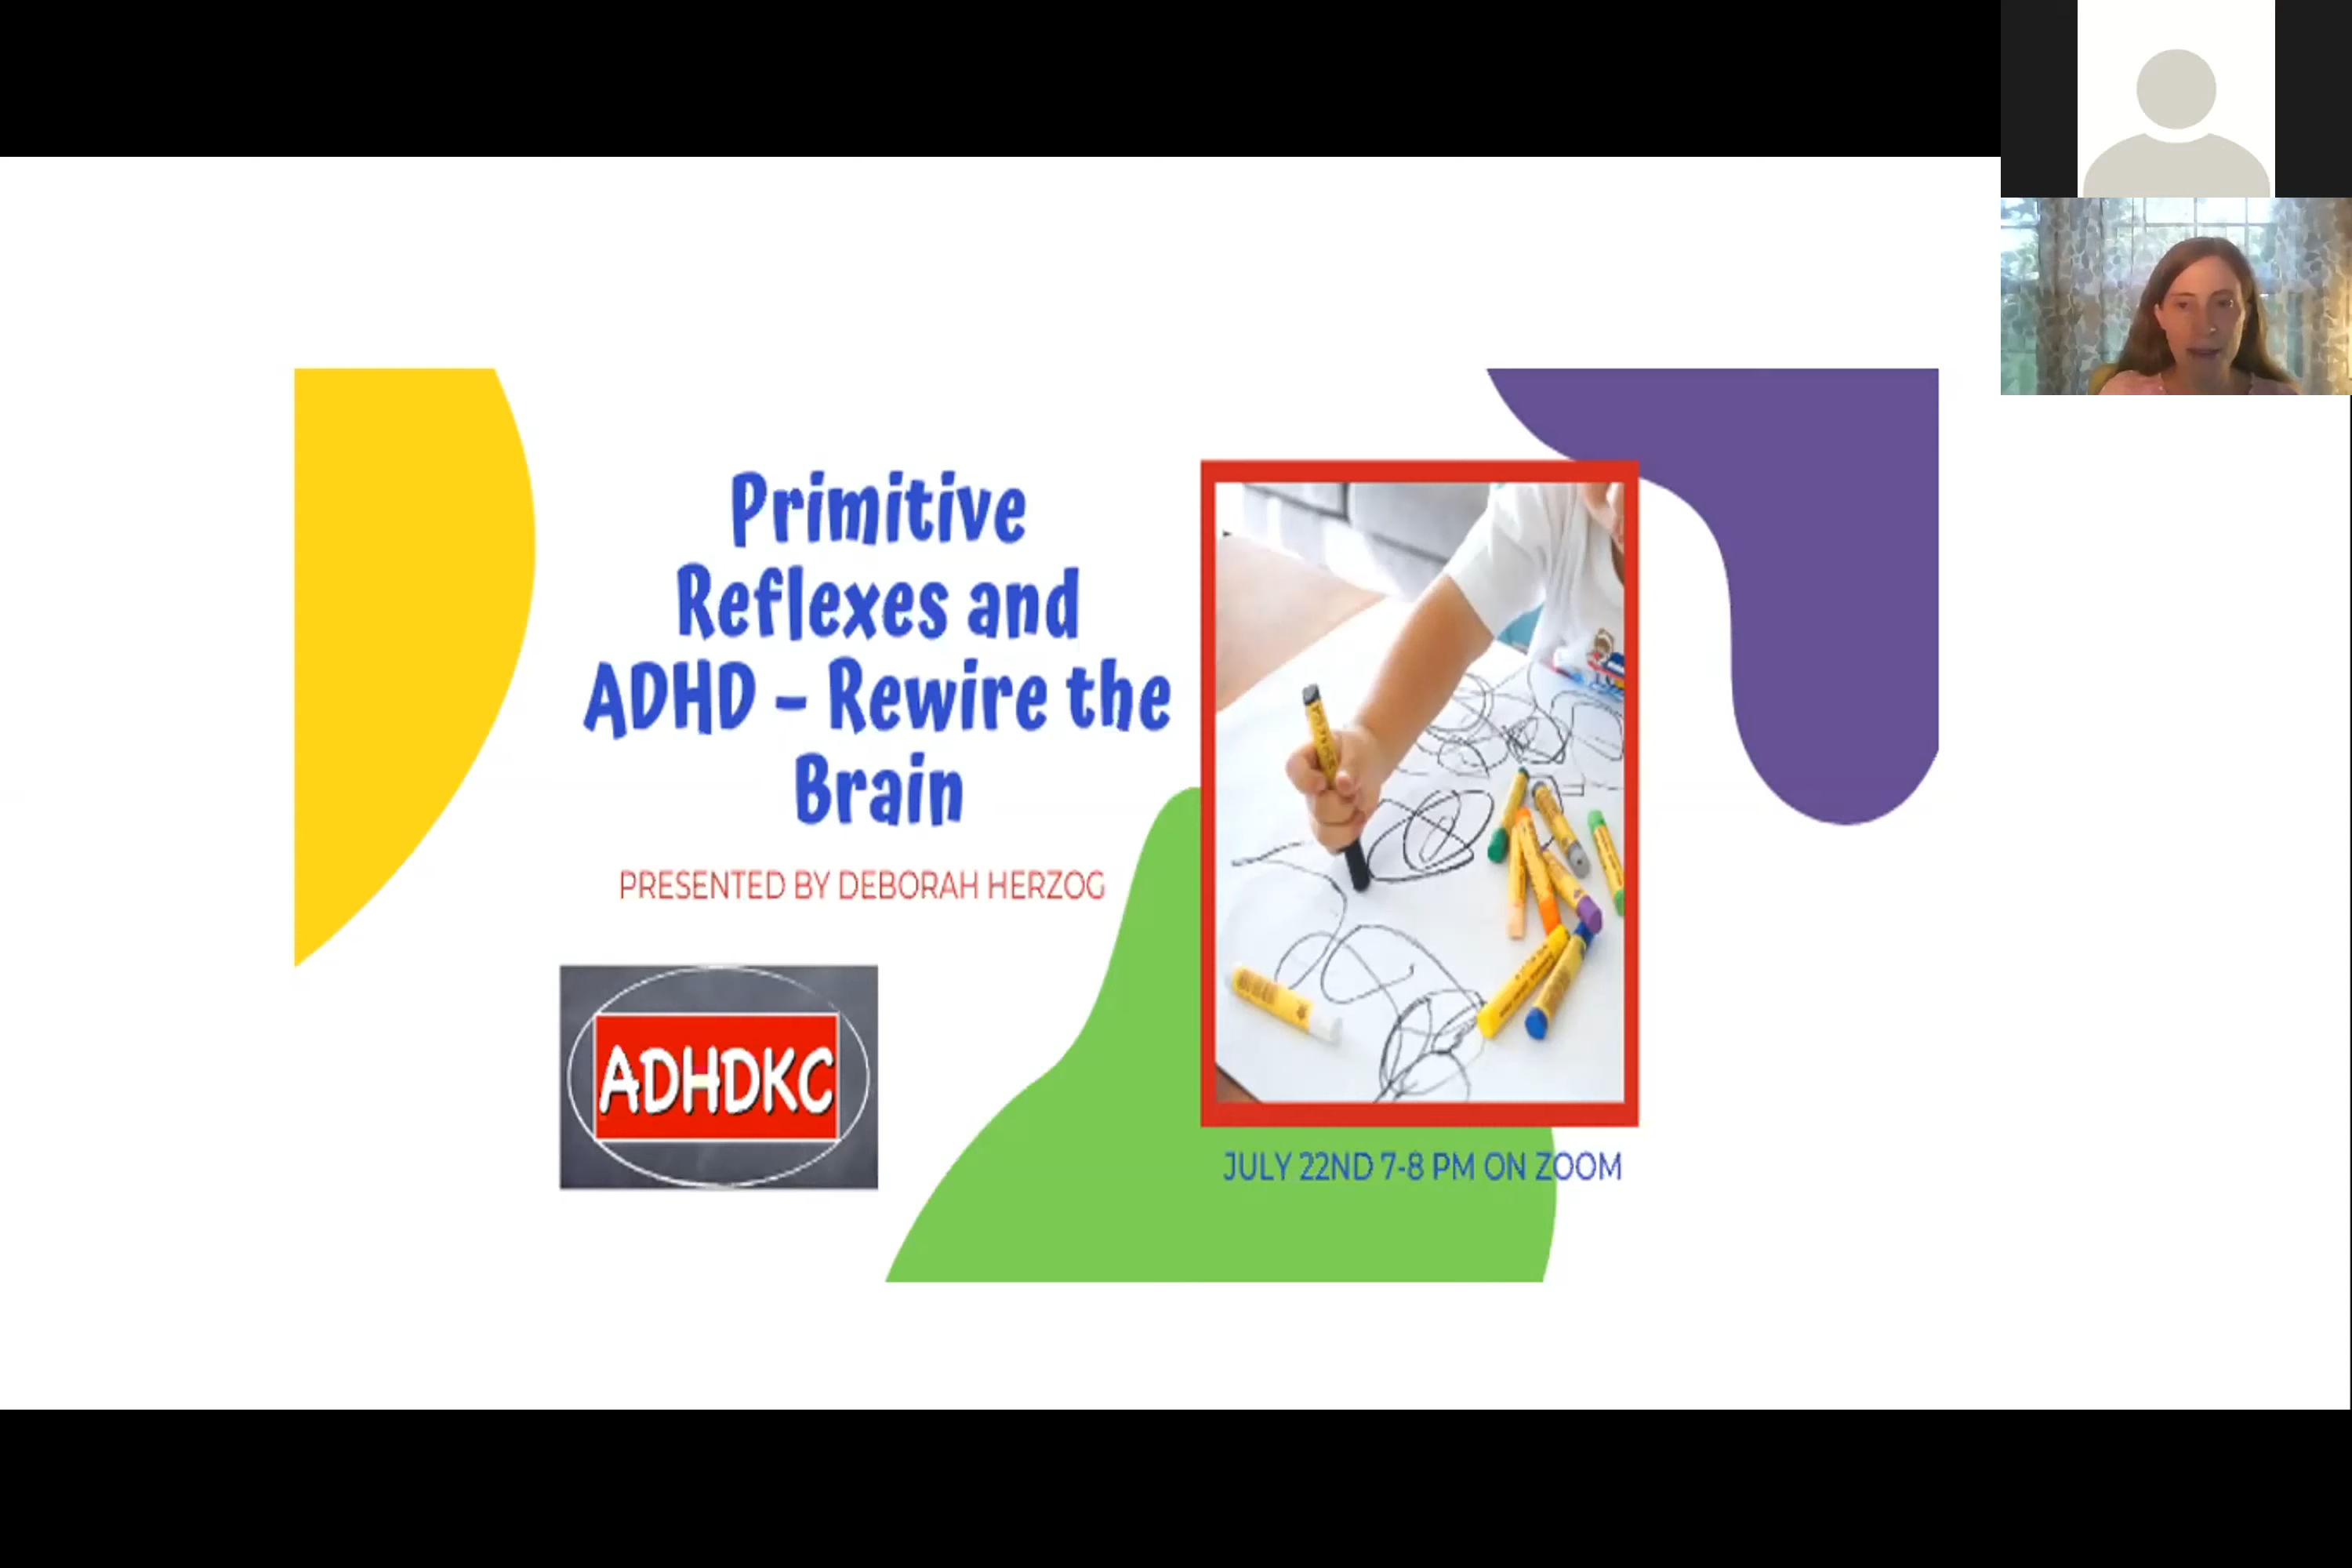 Primitive
Reflexes and
ADHD – Rewire the
Brain
PRESENTED BY DEBORAH HERZOG
ADHDKC
JULY 22ND 7-8 PM ON ZOOM